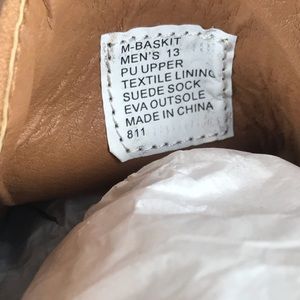 M-BASKIT
MEN'S 13
PU UPPER
TEXTILE LINING
SUEDE SOCK
EVA OUTSOLE
MADE IN CHINA
811